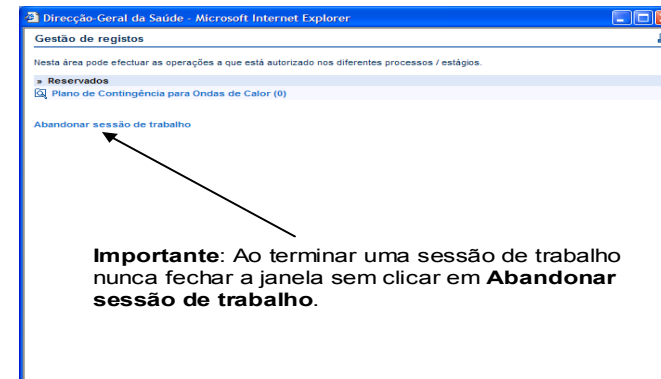 Direcção-Geral da Saúde - Microsoft Internet Explorer
Gestão de registos
Nesta área pode efectuar as operações a que está autorizado nos diferentes processos / estágios.
» Reservados
Plano de Contingência para Ondas de Calor (0)
Abandonar sessão de trabalho
Importante: Ao terminar uma sessão de trabalho
nunca fechar a janela sem clicar em Abandonar
sessão de trabalho.